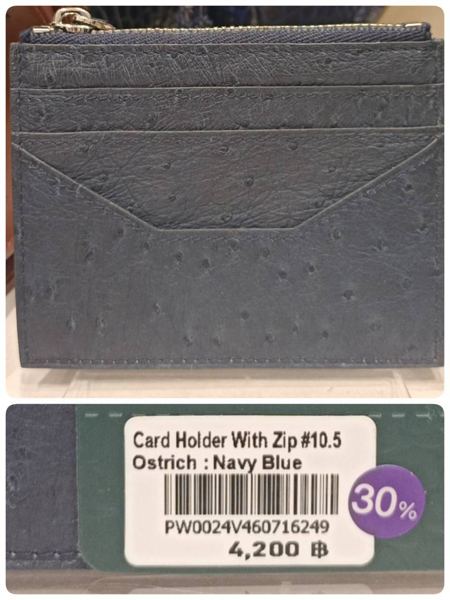 Card Holder With Zip #10.5
Ostrich : Navy Blue
PW0024V460716249
4,200 ฿
30%